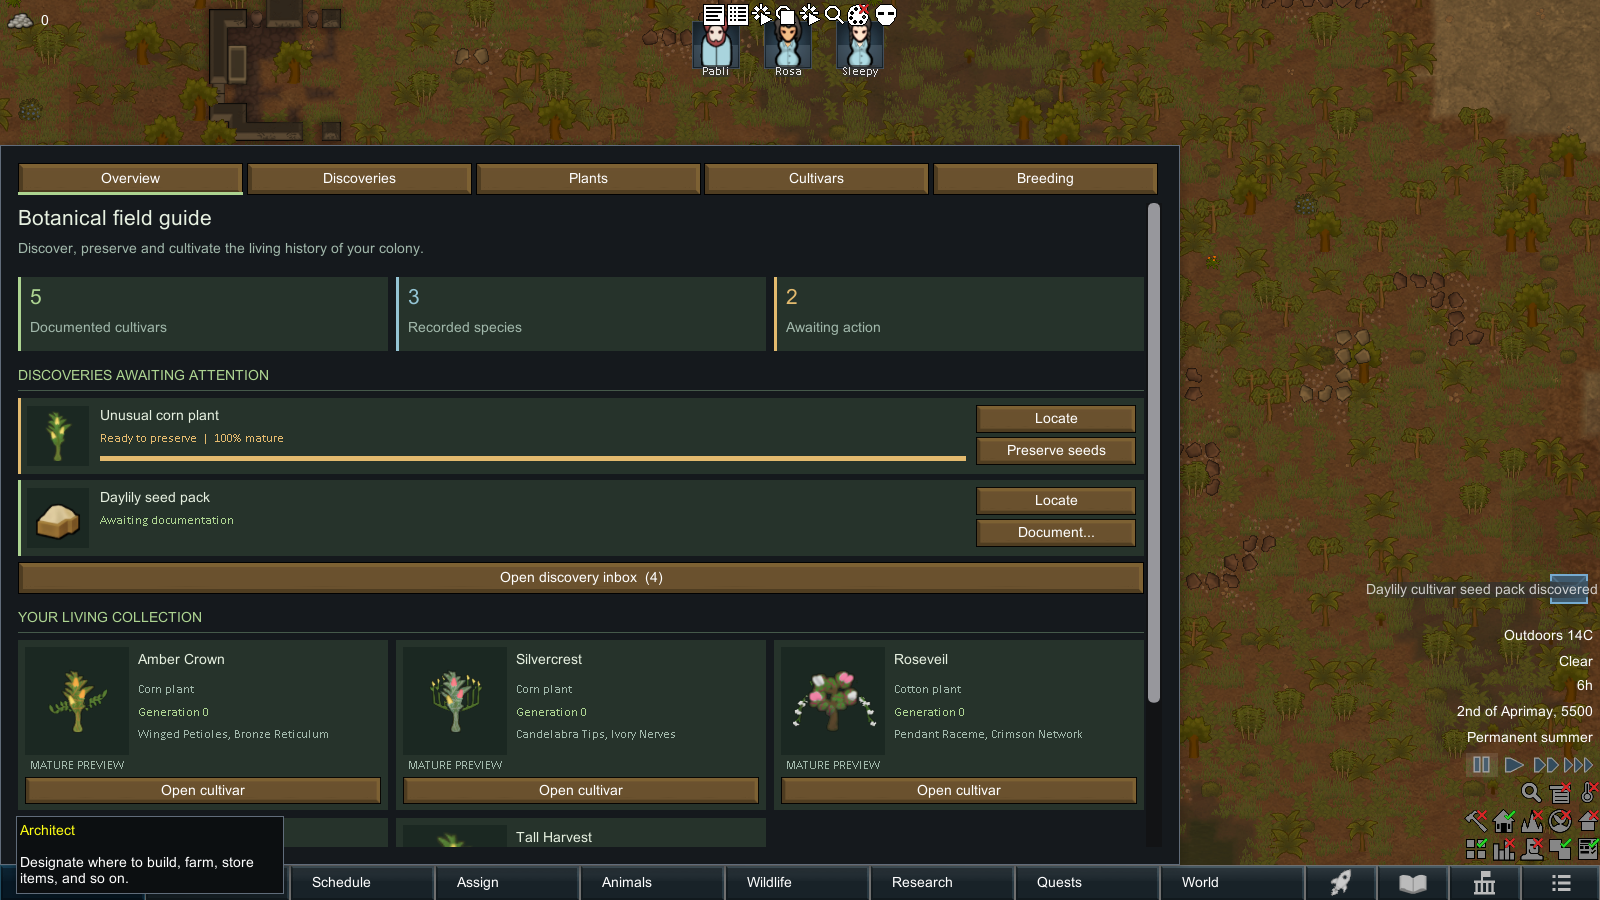 0
Pabli
Rosa
Sleepy
Overview
Discoveries
Plants
Cultivars
Breeding
Botanical field guide
Discover, preserve and cultivate the living history of your colony.
5
Documented cultivars
3
Recorded species
2
Awaiting action
DISCOVERIES AWAITING ATTENTION
Unusual corn plant
Ready to preserve | 100% mature
Locate
Preserve seeds
Daylily seed pack
Awaiting documentation
Locate
Document...
Open discovery inbox (4)
YOUR LIVING COLLECTION
Amber Crown
Corn plant
Generation 0
Winged Petioles, Bronze Reticulum
MATURE PREVIEW
Open cultivar
Silvercrest
Corn plant
Generation 0
Candelabra Tips, Ivory Nerves
MATURE PREVIEW
Open cultivar
Roseveil
Cotton plant
Generation 0
Pendant Raceme, Crimson Network
MATURE PREVIEW
Open cultivar
Tall Harvest
Architect
Designate where to build, farm, store
items, and so on.
Daylily cultivar seed pack discovered
Outdoors 14C
Clear
6h
2nd of Aprimay, 5500
Permanent summer
Schedule
Assign
Animals
Wildlife
Research
Quests
World